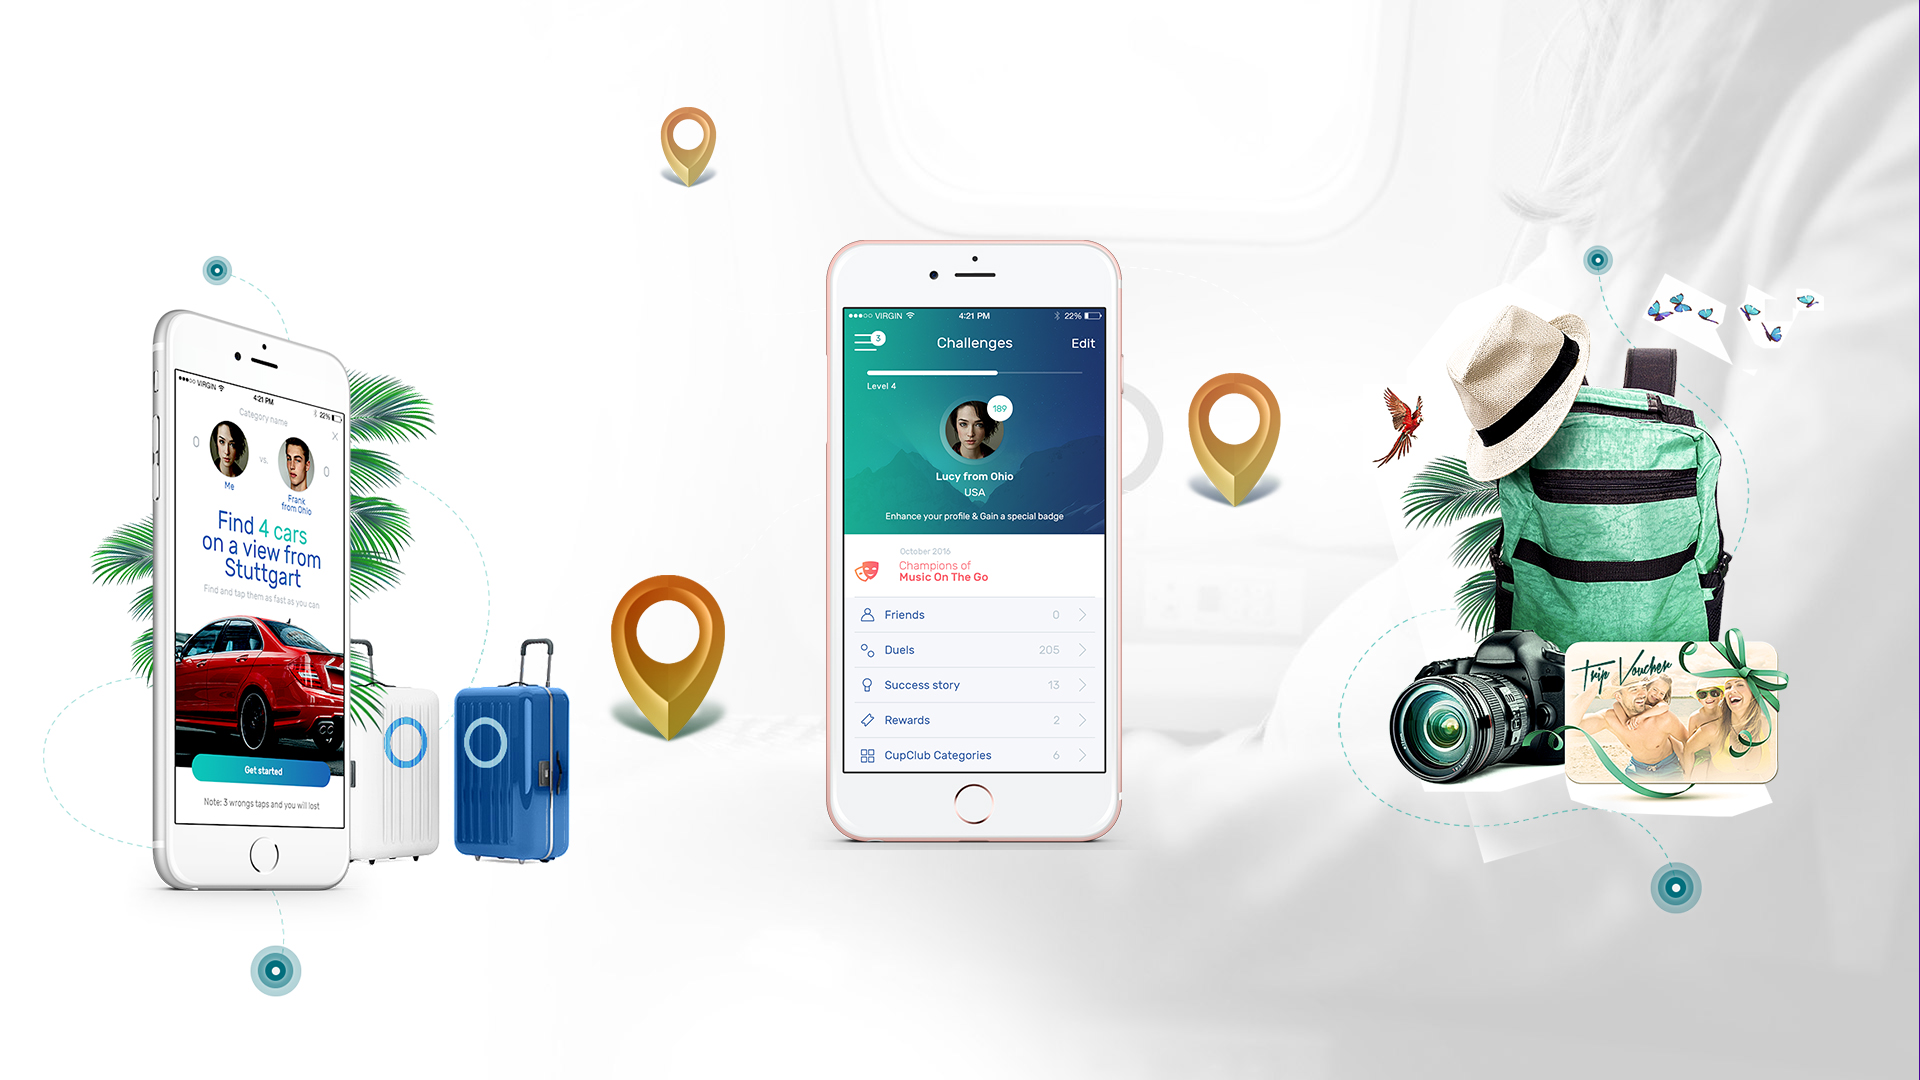 VIRGIN
4:21 PM
22%
Category name
0
vs.
0
Me
Frank
from Ohio
Find 4 cars
on a view from
Stuttgart
Find and tap them as fast as you can
Get started
Note: 3 wrongs taps and you will lost
VIRGIN
4:21 PM
22%
3
Challenges
Edit
Level 4
189
Lucy from Ohio
USA
Enhance your profile & Gain a special badge
October 2016
Champions of
Music On The Go
Friends 0
Duels 205
Success story 13
Rewards 2
CupClub Categories 6
Trip Voucher